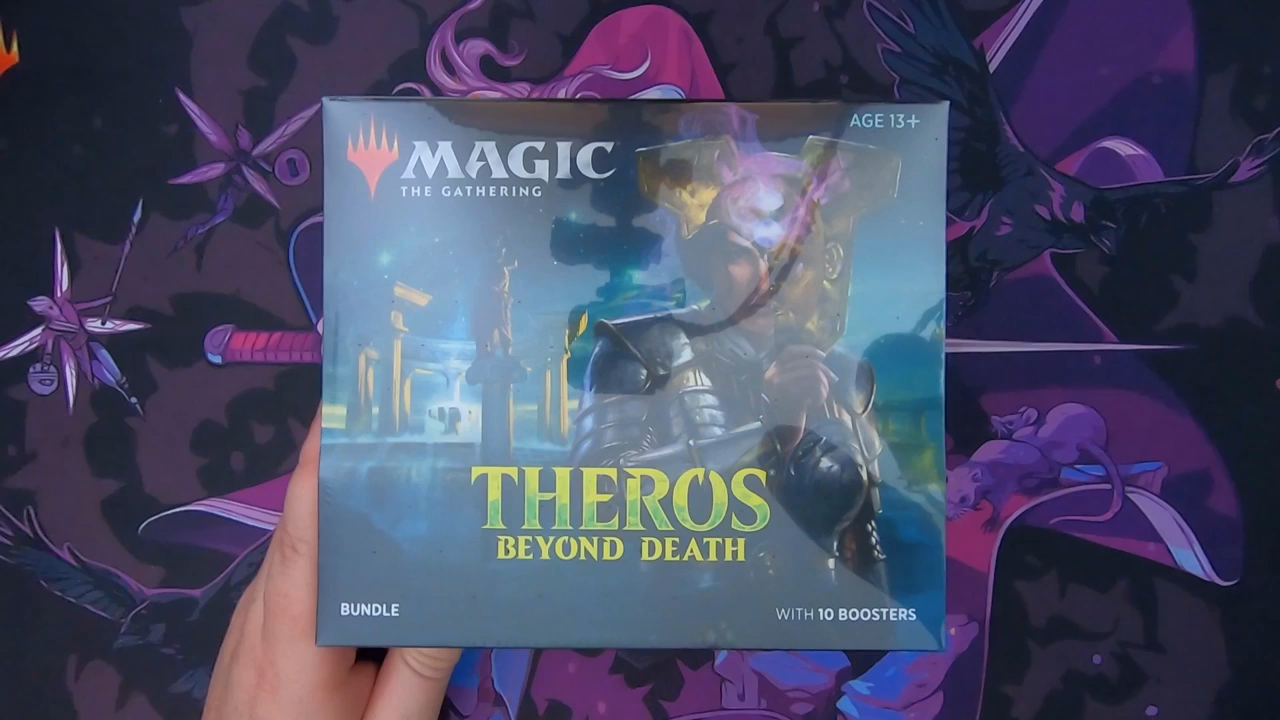 AGE 13+
MAGIC
THE GATHERING
THEROS
BEYOND DEATH
BUNDLE
WITH 10 BOOSTERS